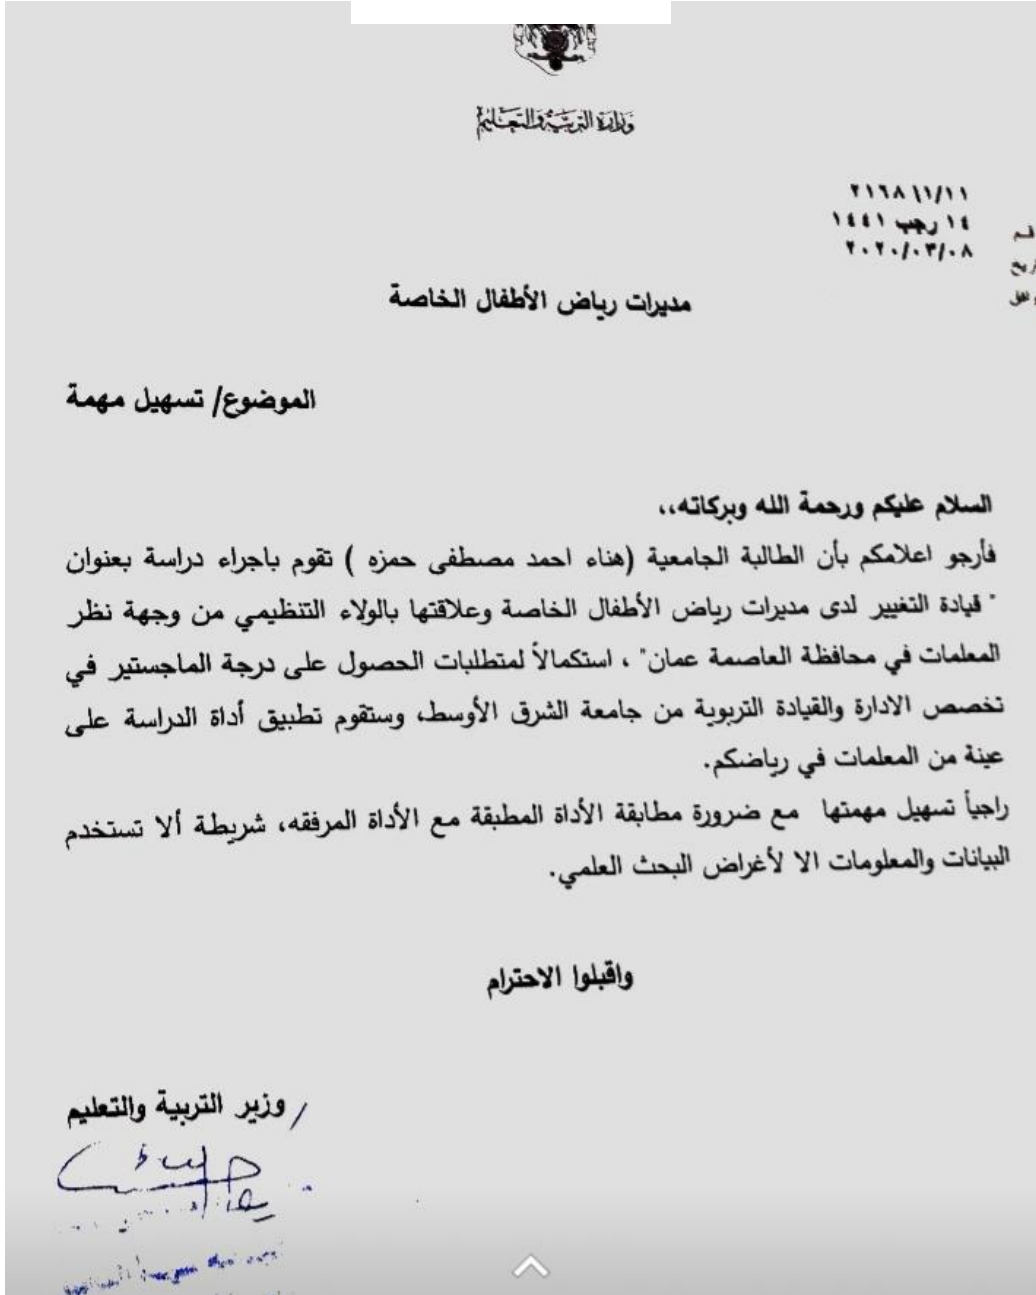 وزارة التربية والتعليم
٢١٦٨ ١/١١/
١٤ رجب ١٤٤١
٢٠٢٠/٠٣/٠٨
مديرات رياض الأطفال الخاصة
الموضوع/ تسهيل مهمة
السلام عليكم ورحمة الله وبركاته،،
فأرجو اعلامكم بأن الطالبة الجامعية (هناء احمد مصطفى حمزه ) تقوم باجراء دراسة بعنوان
" قيادة التغيير لدى مديرات رياض الأطفال الخاصة وعلاقتها بالولاء التنظيمي من وجهة نظر
المعلمات في محافظة العاصمة عمان" ، استكمالاً لمتطلبات الحصول على درجة الماجستير في
تخصص الادارة والقيادة التربوية من جامعة الشرق الأوسط، وستقوم تطبيق أداة الدراسة على
عينة من المعلمات في رياضكم.
راجياً تسهيل مهمتها مع ضرورة مطابقة الأداة المطبقة مع الأداة المرفقه، شريطة ألا تستخدم
البيانات والمعلومات الا لأغراض البحث العلمي.
واقبلوا الاحترام
/ وزير التربية والتعليم